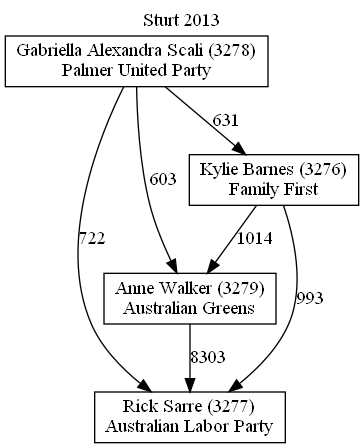 Sturt 2013
Gabriella Alexandra Scali (3278)
Palmer United Party
631
Kylie Barnes (3276)
Family First
603
722
1014
993
Anne Walker (3279)
Australian Greens
8303
Rick Sarre (3277)
Australian Labor Party